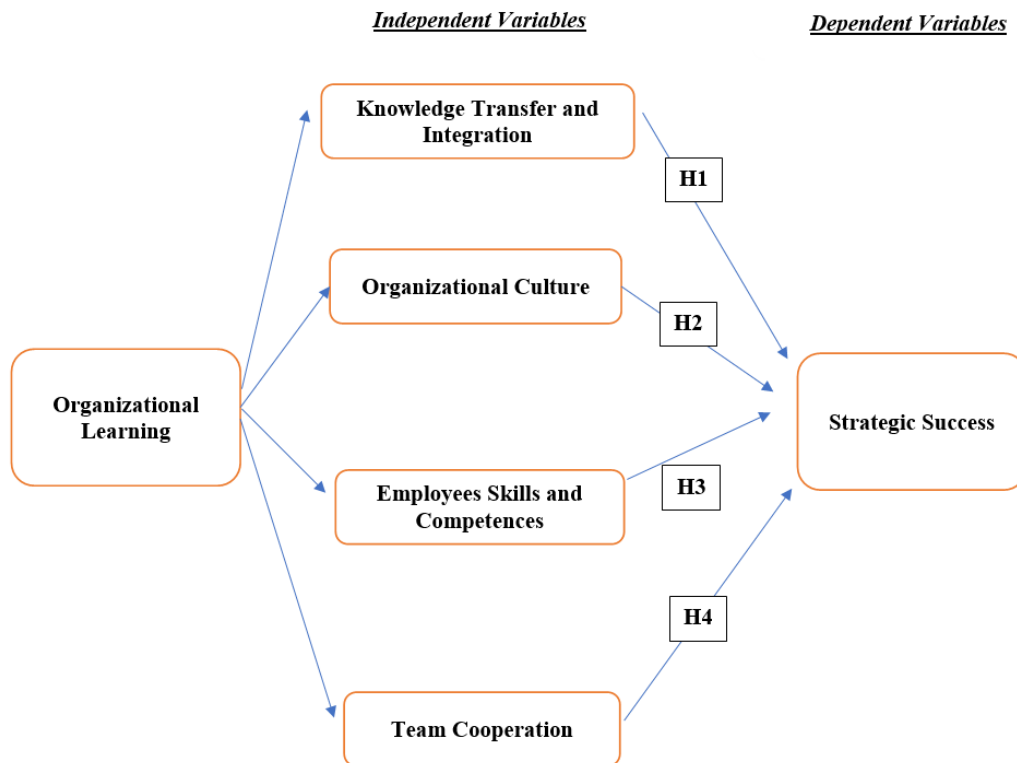 Independent Variables
Dependent Variables
Knowledge Transfer and
Integration
H1
Organizational Culture
H2
Organizational
Learning
Strategic Success
Employees Skills and
Competences
H3
H4
Team Cooperation